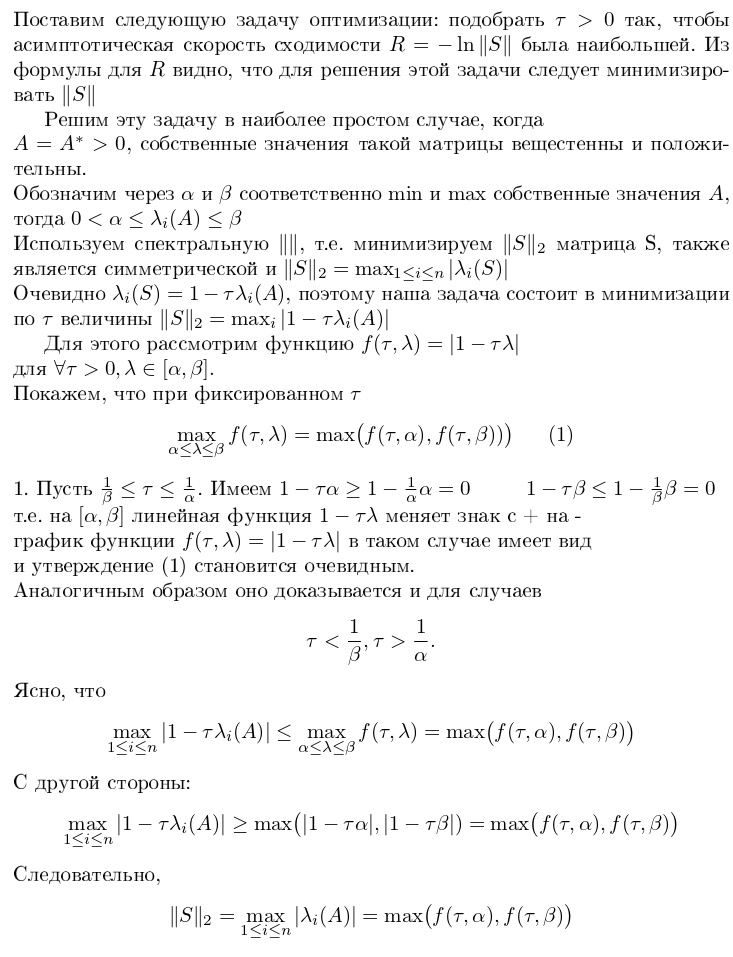 Поставим следующую задачу оптимизации: подобрать τ > 0 так, чтобы
асимптотическая скорость сходимости R = − ln ‖S‖ была наибольшей. Из
формулы для R видно, что для решения этой задачи следует минимизиро-
вать ‖S‖
Решим эту задачу в наиболее простом случае, когда
A = A* > 0, собственные значения такой матрицы вещестенны и положи-
тельны.
Обозначим через α и β соответственно min и max собственные значения A,
тогда 0 < α ≤ λ_i(A) ≤ β
Используем спектральную ‖‖, т.е. минимизируем ‖S‖_2 матрица S, также
является симметрической и ‖S‖_2 = max_{1≤i≤n} |λ_i(S)|
Очевидно λ_i(S) = 1 − τλ_i(A), поэтому наша задача состоит в минимизации
по τ величины ‖S‖_2 = max_i |1 − τλ_i(A)|
Для этого рассмотрим функцию f(τ, λ) = |1 − τλ|
для ∀τ > 0, λ ∈ [α, β].
Покажем, что при фиксированном τ
max_{α≤λ≤β} f(τ, λ) = max(f(τ, α), f(τ, β))) (1)
1. Пусть 1/β ≤ τ ≤ 1/α. Имеем 1 − τα ≥ 1 − 1/α α = 0 1 − τβ ≤ 1 − 1/β β = 0
т.е. на [α, β] линейная функция 1 − τλ меняет знак с + на -
график функции f(τ, λ) = |1 − τλ| в таком случае имеет вид
и утверждение (1) становится очевидным.
Аналогичным образом оно доказывается и для случаев
τ < 1/β, τ > 1/α.
Ясно, что
max_{1≤i≤n} |1 − τλ_i(A)| ≤ max_{α≤λ≤β} f(τ, λ) = max(f(τ, α), f(τ, β))
С другой стороны:
max_{1≤i≤n} |1 − τλ_i(A)| ≥ max(|1 − τα|, |1 − τβ|) = max(f(τ, α), f(τ, β))
Следовательно,
‖S‖_2 = max_{1≤i≤n} |λ_i(A)| = max(f(τ, α), f(τ, β))